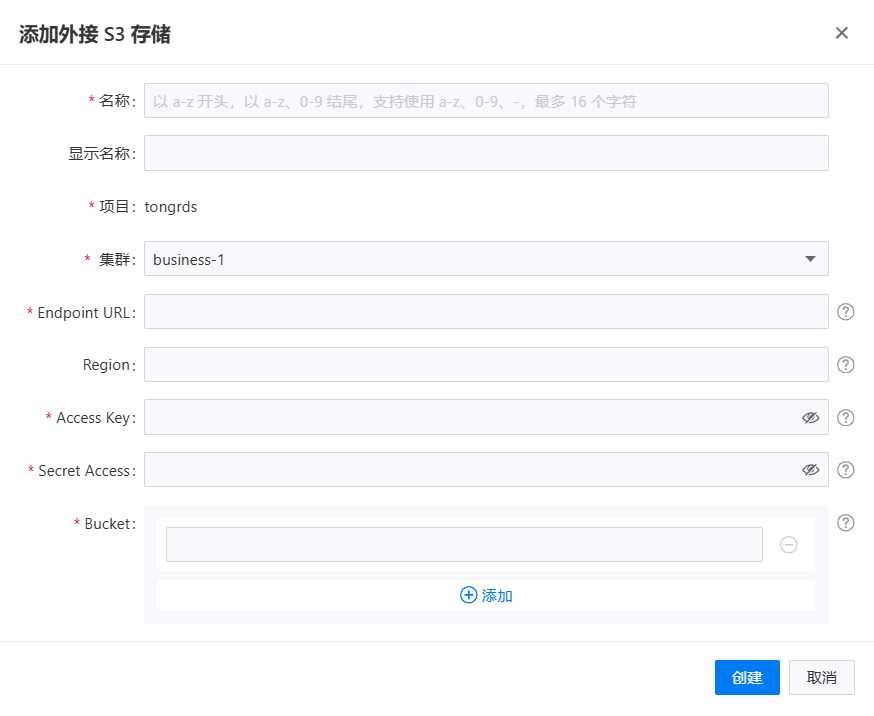 添加外接 S3 存储
* 名称：
以 a-z 开头，以 a-z、0-9 结尾，支持使用 a-z、0-9、-，最多 16 个字符
显示名称：
* 项目： tongrds
* 集群： business-1
* Endpoint URL：
Region：
* Access Key：
* Secret Access：
* Bucket：
添加
创建 取消